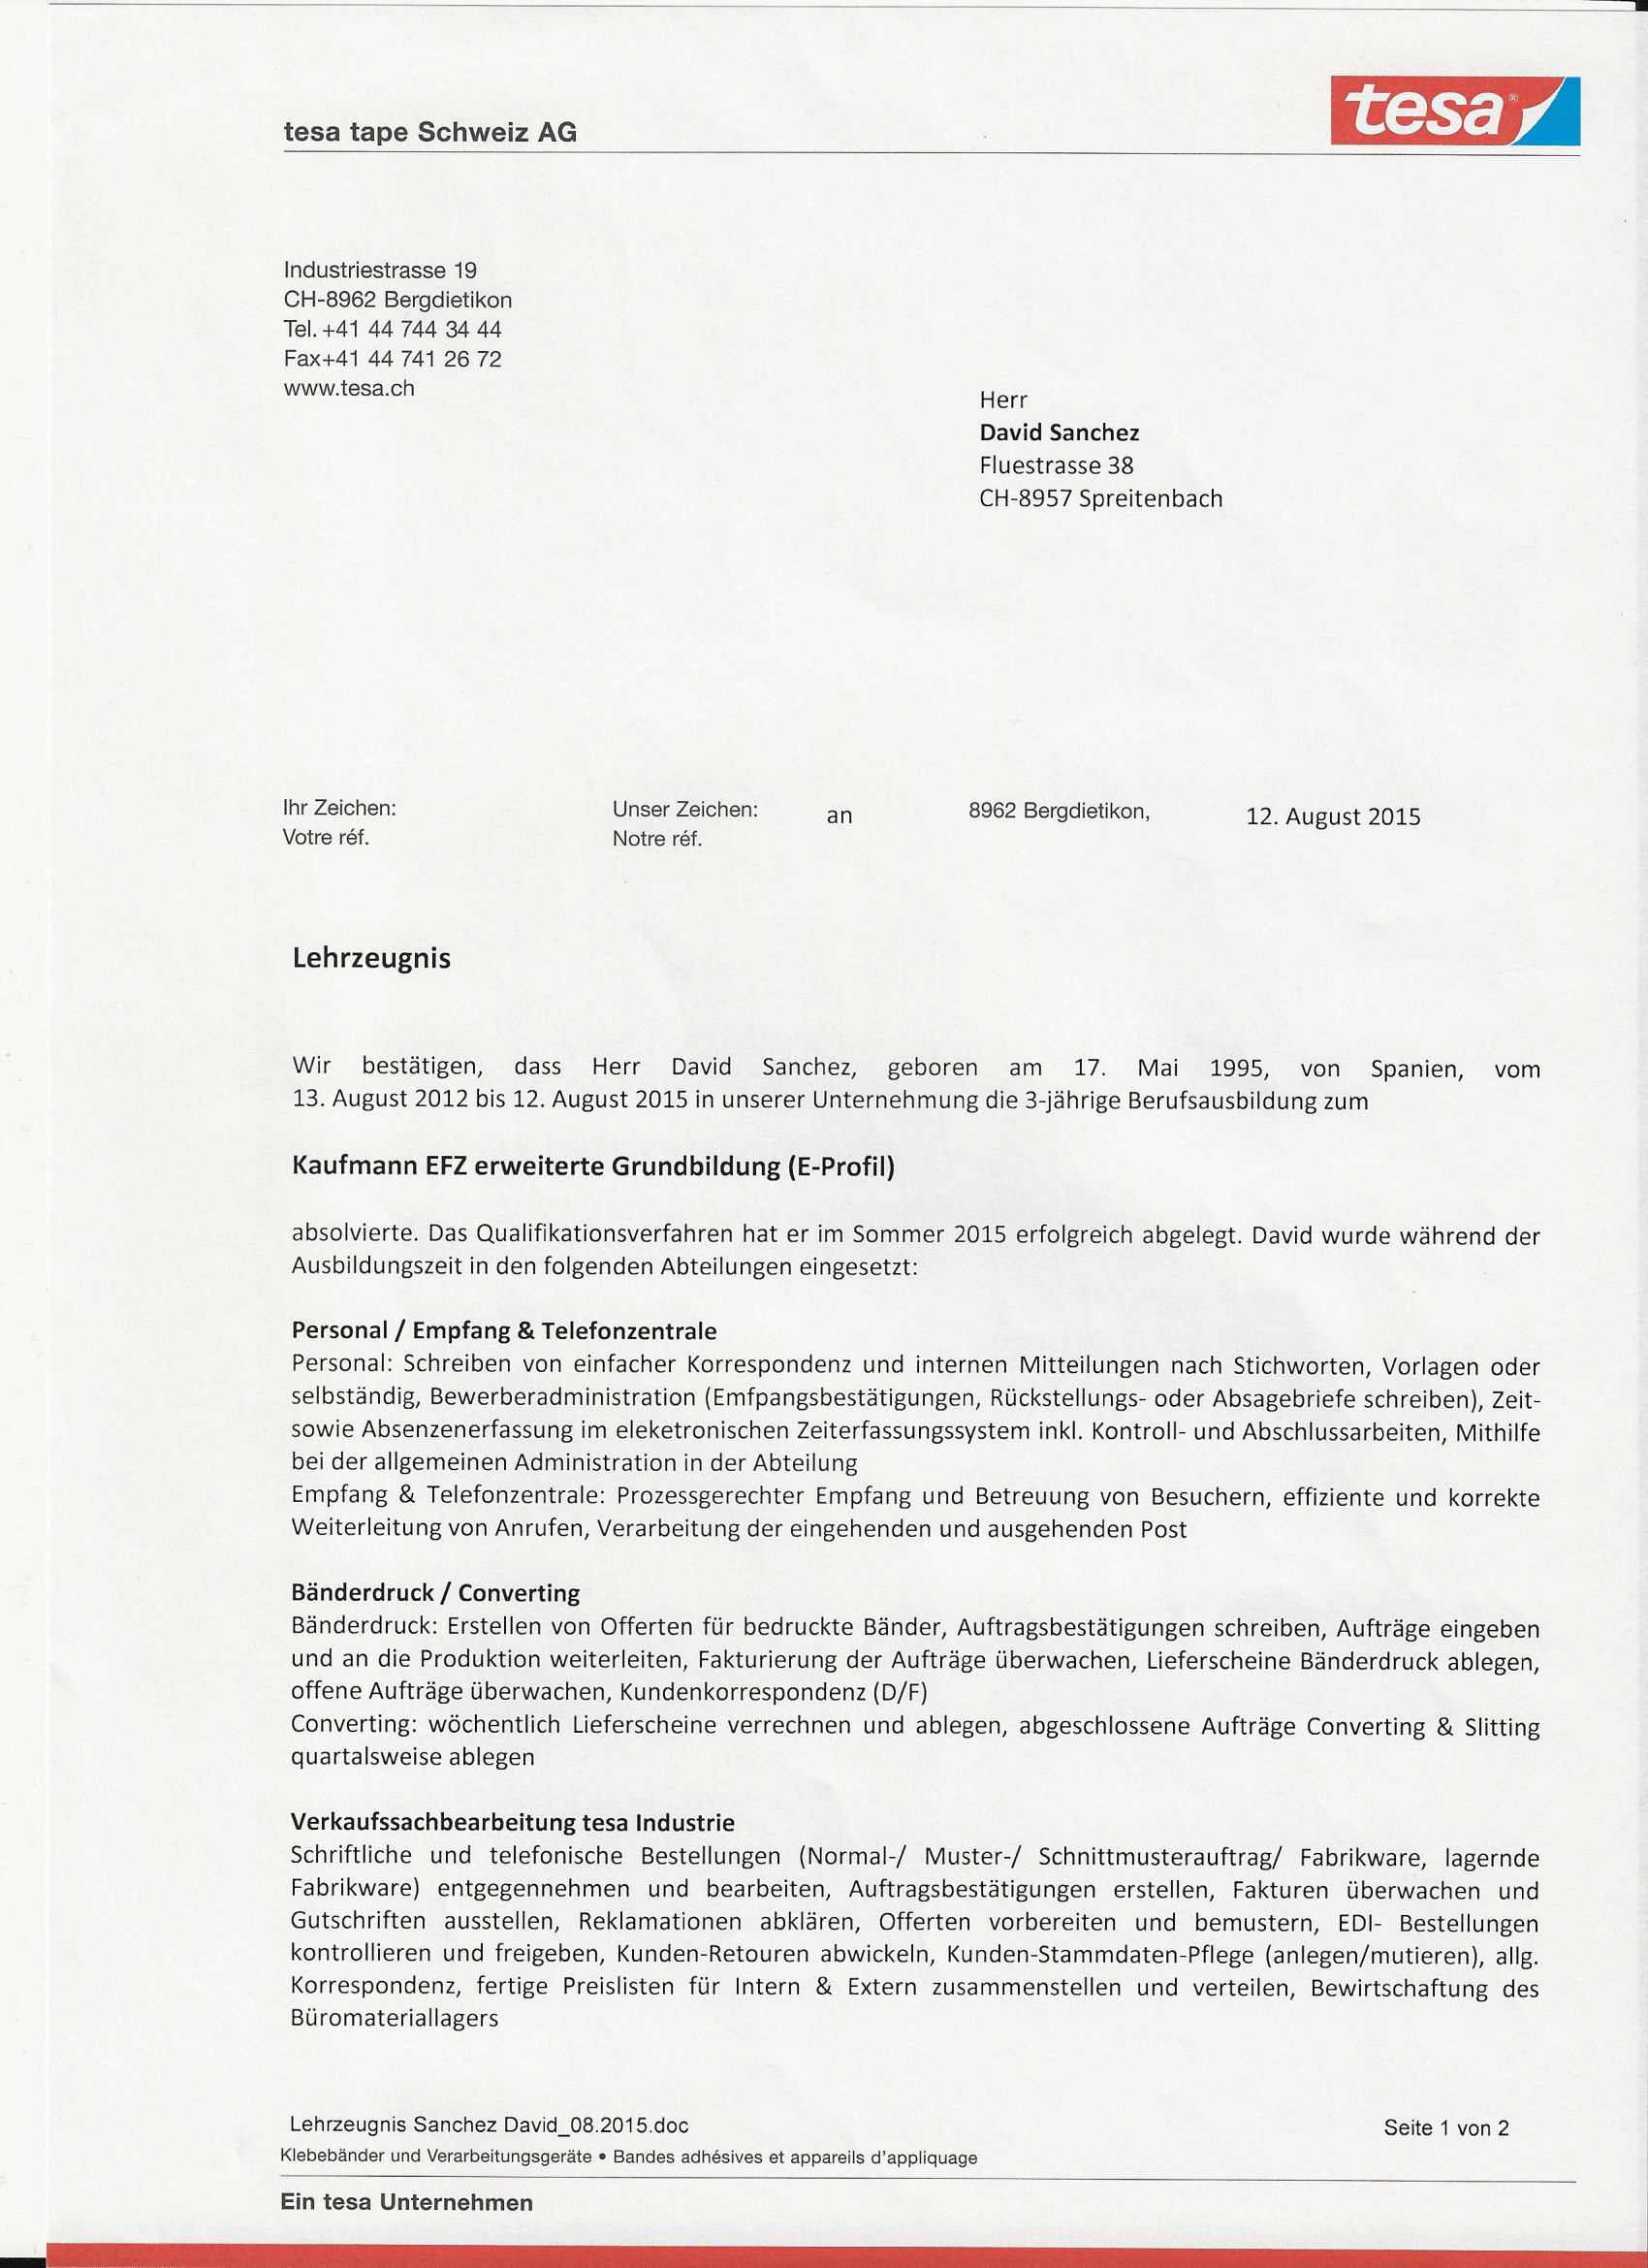 tesa tape Schweiz AG
tesa®
Industriestrasse 19
CH-8962 Bergdietikon
Tel. +41 44 744 34 44
Fax+41 44 741 26 72
www.tesa.ch
Herr
David Sanchez
Fluestrasse 38
CH-8957 Spreitenbach
Ihr Zeichen: Unser Zeichen: an 8962 Bergdietikon, 12. August 2015
Votre réf. Notre réf.
Lehrzeugnis
Wir bestätigen, dass Herr David Sanchez, geboren am 17. Mai 1995, von Spanien, vom
13. August 2012 bis 12. August 2015 in unserer Unternehmung die 3-jährige Berufsausbildung zum
Kaufmann EFZ erweiterte Grundbildung (E-Profil)
absolvierte. Das Qualifikationsverfahren hat er im Sommer 2015 erfolgreich abgelegt. David wurde während der
Ausbildungszeit in den folgenden Abteilungen eingesetzt:
Personal / Empfang & Telefonzentrale
Personal: Schreiben von einfacher Korrespondenz und internen Mitteilungen nach Stichworten, Vorlagen oder
selbständig, Bewerberadministration (Emfpangsbestätigungen, Rückstellungs- oder Absagebriefe schreiben), Zeit-
sowie Absenzenerfassung im eleketronischen Zeiterfassungssystem inkl. Kontroll- und Abschlussarbeiten, Mithilfe
bei der allgemeinen Administration in der Abteilung
Empfang & Telefonzentrale: Prozessgerechter Empfang und Betreuung von Besuchern, effiziente und korrekte
Weiterleitung von Anrufen, Verarbeitung der eingehenden und ausgehenden Post
Bänderdruck / Converting
Bänderdruck: Erstellen von Offerten für bedruckte Bänder, Auftragsbestätigungen schreiben, Aufträge eingeben
und an die Produktion weiterleiten, Fakturierung der Aufträge überwachen, Lieferscheine Bänderdruck ablegen,
offene Aufträge überwachen, Kundenkorrespondenz (D/F)
Converting: wöchentlich Lieferscheine verrechnen und ablegen, abgeschlossene Aufträge Converting & Slitting
quartalsweise ablegen
Verkaufssachbearbeitung tesa Industrie
Schriftliche und telefonische Bestellungen (Normal-/ Muster-/ Schnittmusterauftrag/ Fabrikware, lagernde
Fabrikware) entgegennehmen und bearbeiten, Auftragsbestätigungen erstellen, Fakturen überwachen und
Gutschriften ausstellen, Reklamationen abklären, Offerten vorbereiten und bemustern, EDI- Bestellungen
kontrollieren und freigeben, Kunden-Retouren abwickeln, Kunden-Stammdaten-Pflege (anlegen/mutieren), allg.
Korrespondenz, fertige Preislisten für Intern & Extern zusammenstellen und verteilen, Bewirtschaftung des
Büromateriallagers
Lehrzeugnis Sanchez David_08.2015.doc Seite 1 von 2
Klebebänder und Verarbeitungsgeräte • Bandes adhésives et appareils d'appliquage
Ein tesa Unternehmen